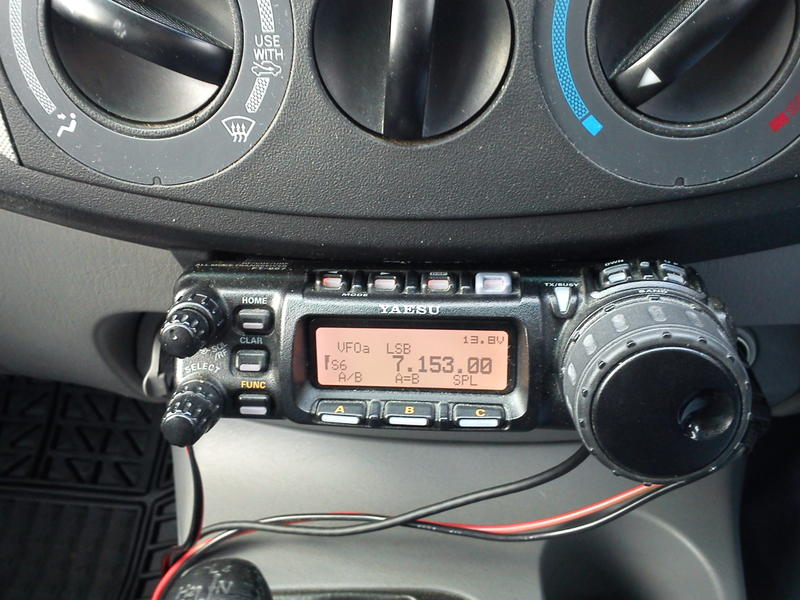 USE
WITH
HOME
MODE
YAESU
TX/BUSY
DWN
BAND
CLAR
SELECT
FUNC
13.8V
VFOa LSB
S6 7.153.00
A/B A=B SPL
A B C